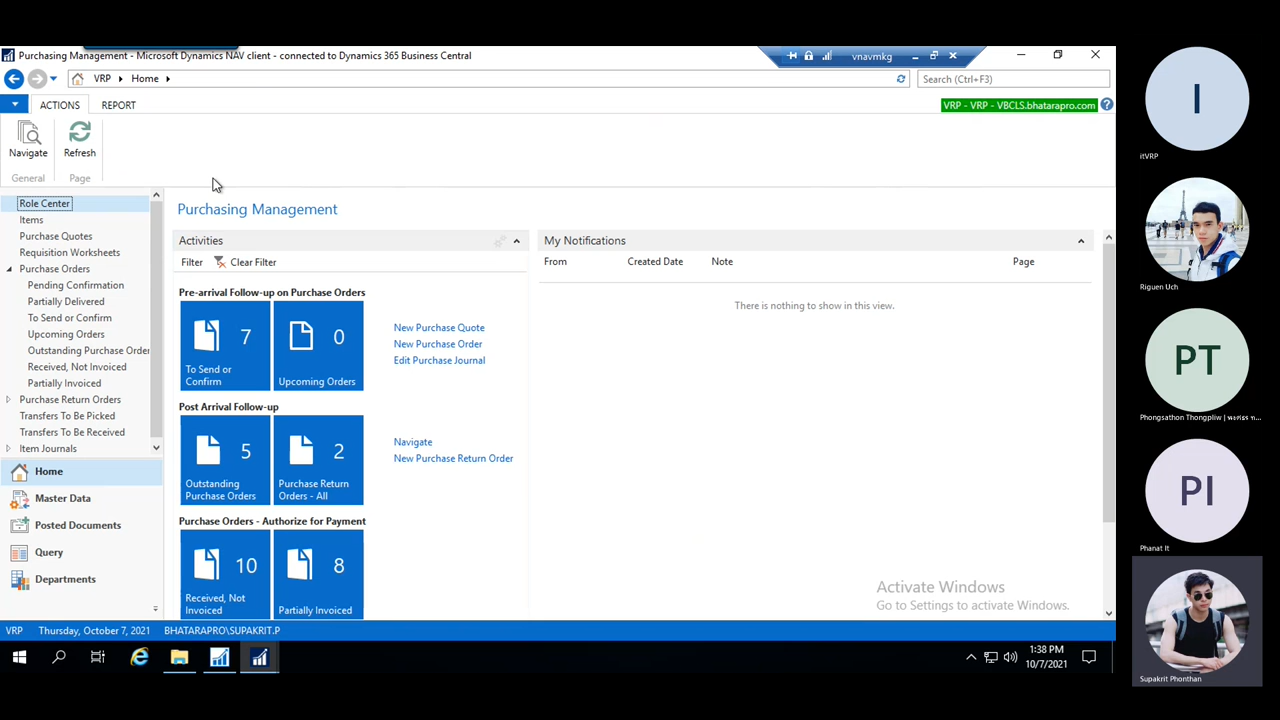 Purchasing Management - Microsoft Dynamics NAV client - connected to Dynamics 365 Business Central
vnavmkg
VRP
Home
Search (Ctrl+F3)
ACTIONS
REPORT
VRP - VRP - VBCLS.bhatarapro.com
Navigate
Refresh
General
Page
Role Center
Items
Purchase Quotes
Requisition Worksheets
Purchase Orders
Pending Confirmation
Partially Delivered
To Send or Confirm
Upcoming Orders
Outstanding Purchase Order
Received, Not Invoiced
Partially Invoiced
Purchase Return Orders
Transfers To Be Picked
Transfers To Be Received
Item Journals
Home
Master Data
Posted Documents
Query
Departments
Purchasing Management
Activities
Filter
Clear Filter
Pre-arrival Follow-up on Purchase Orders
7
To Send or
Confirm
0
Upcoming Orders
New Purchase Quote
New Purchase Order
Edit Purchase Journal
Post Arrival Follow-up
5
Outstanding
Purchase Orders
2
Purchase Return
Orders - All
Navigate
New Purchase Return Order
Purchase Orders - Authorize for Payment
10
Received, Not
Invoiced
8
Partially Invoiced
My Notifications
From
Created Date
Note
Page
There is nothing to show in this view.
Activate Windows
Go to Settings to activate Windows.
VRP
Thursday, October 7, 2021
BHATARAPRO\SUPAKRIT.P
1:38 PM
10/7/2021
I
itVRP
Riguen Uch
PT
Phongsathon Thongpliw |
PI
Phanat It
Supakrit Phonthan